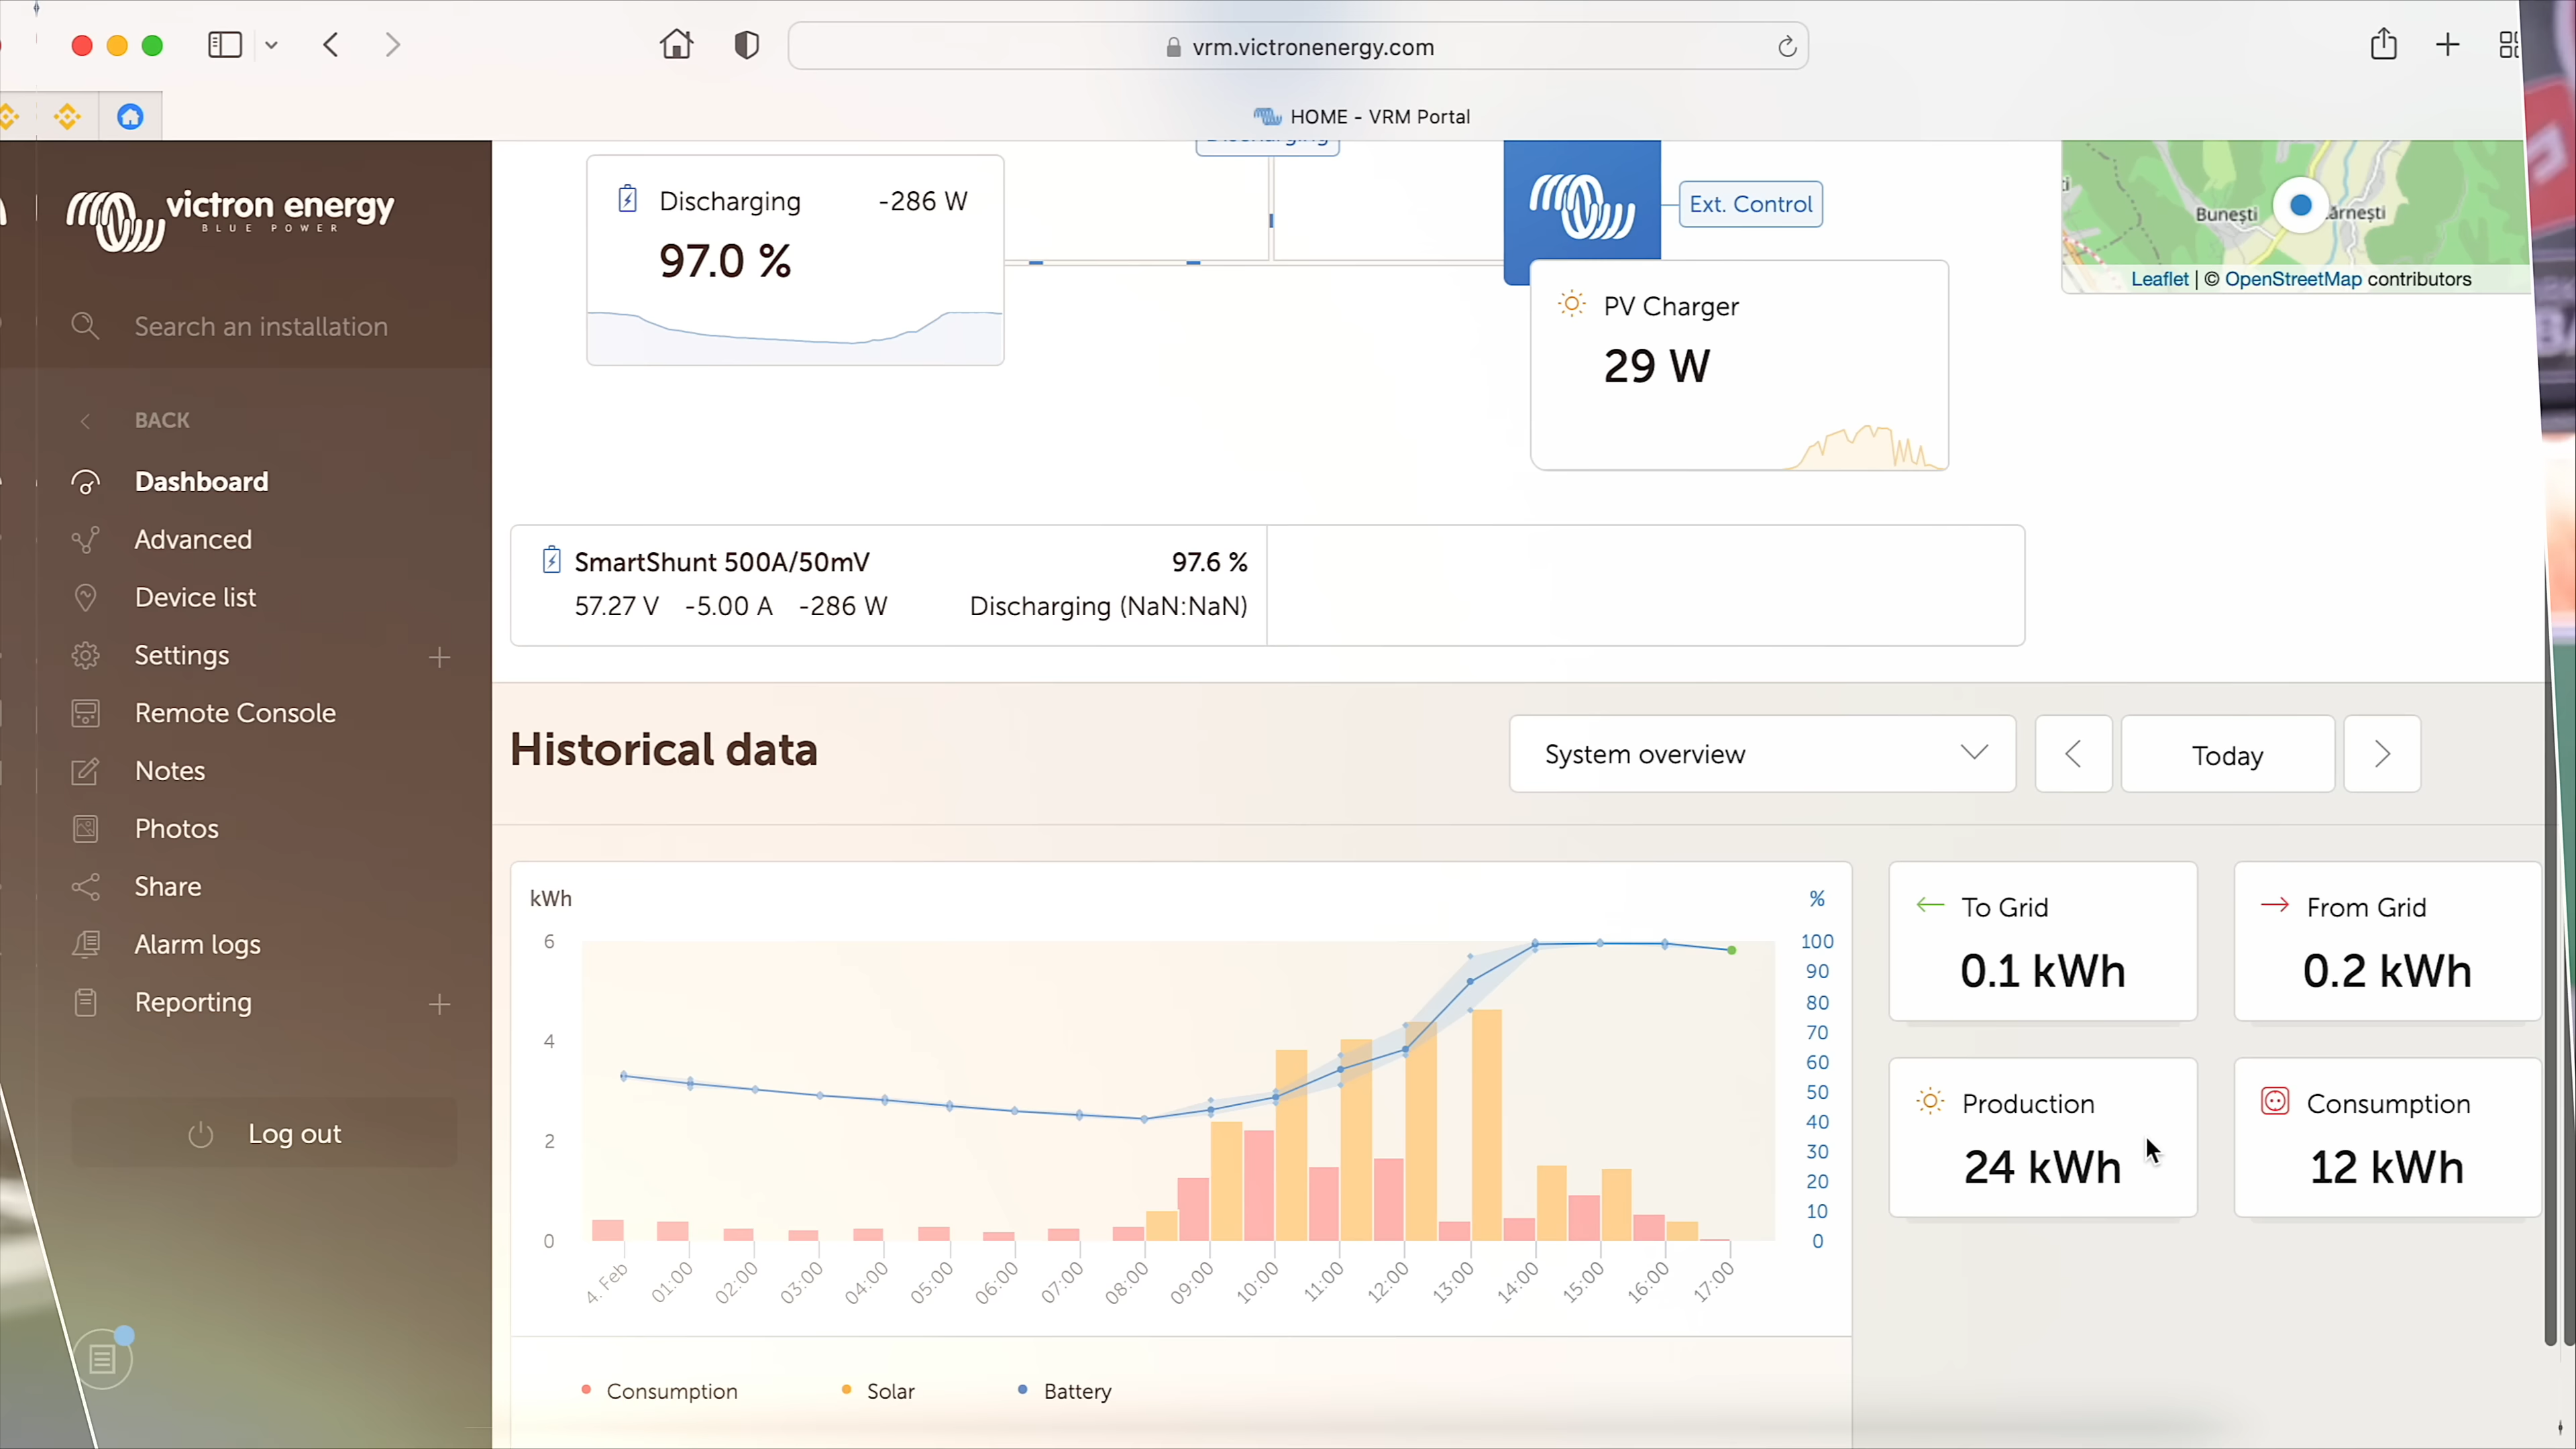 vrm.victronenergy.com
HOME - VRM Portal
victron energy
BLUE POWER
Search an installation
BACK
Dashboard
Advanced
Device list
Settings
Remote Console
Notes
Photos
Share
Alarm logs
Reporting
Log out
Discharging -286 W
97.0 %
Ext. Control
PV Charger
29 W
Bunești
Leaflet | © OpenStreetMap contributors
SmartShunt 500A/50mV 97.6 %
57.27 V -5.00 A -286 W Discharging (NaN:NaN)
Historical data
System overview
Today
kWh
6
4
2
0
%
100
90
80
70
60
50
40
30
20
10
0
4. Feb 01:00 02:00 03:00 04:00 05:00 06:00 07:00 08:00 09:00 10:00 11:00 12:00 13:00 14:00 15:00 16:00 17:00
Consumption Solar Battery
To Grid
0.1 kWh
From Grid
0.2 kWh
Production
24 kWh
Consumption
12 kWh